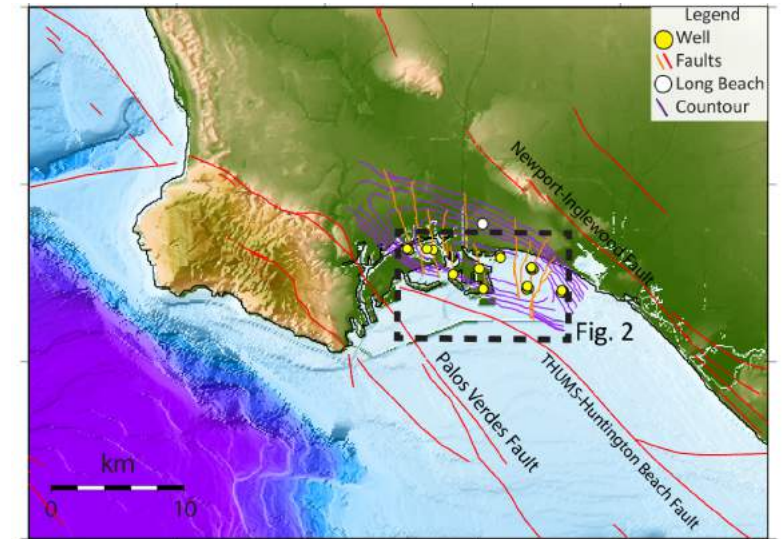 Legend
Well
Faults
Long Beach
Countour
Newport-Inglewood Fault
Fig. 2
Palos Verdes Fault
THUMS-Huntington Beach Fault
km
0
10